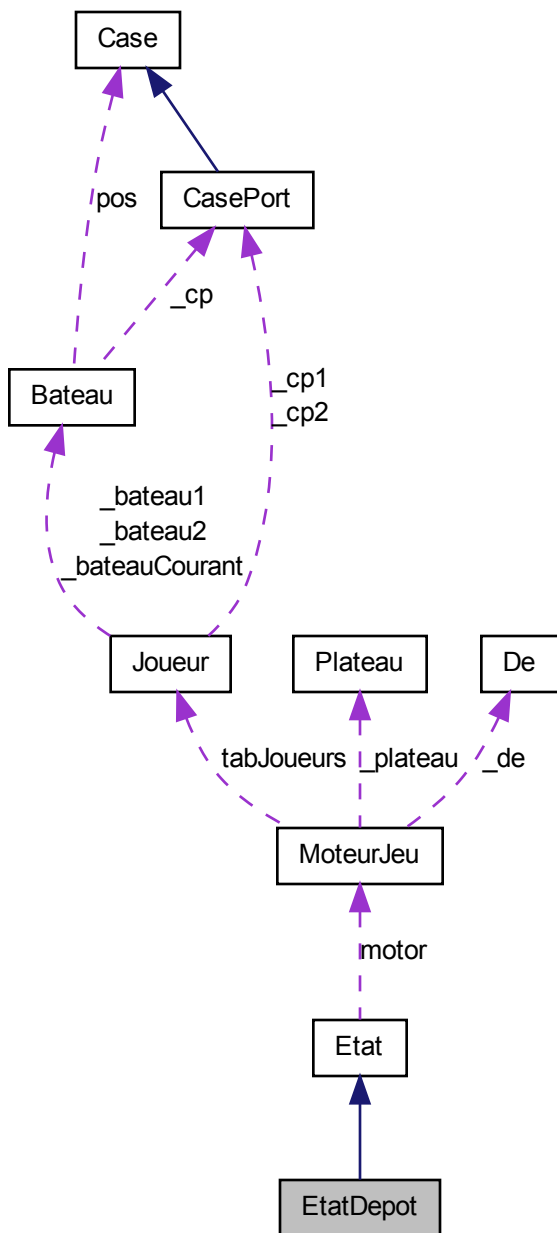 Case
pos
CasePort
_cp
Bateau
_cp1
_cp2
_bateau1
_bateau2
_bateauCourant
Joueur
Plateau
De
tabJoueurs
_plateau
_de
MoteurJeu
motor
Etat
EtatDepot